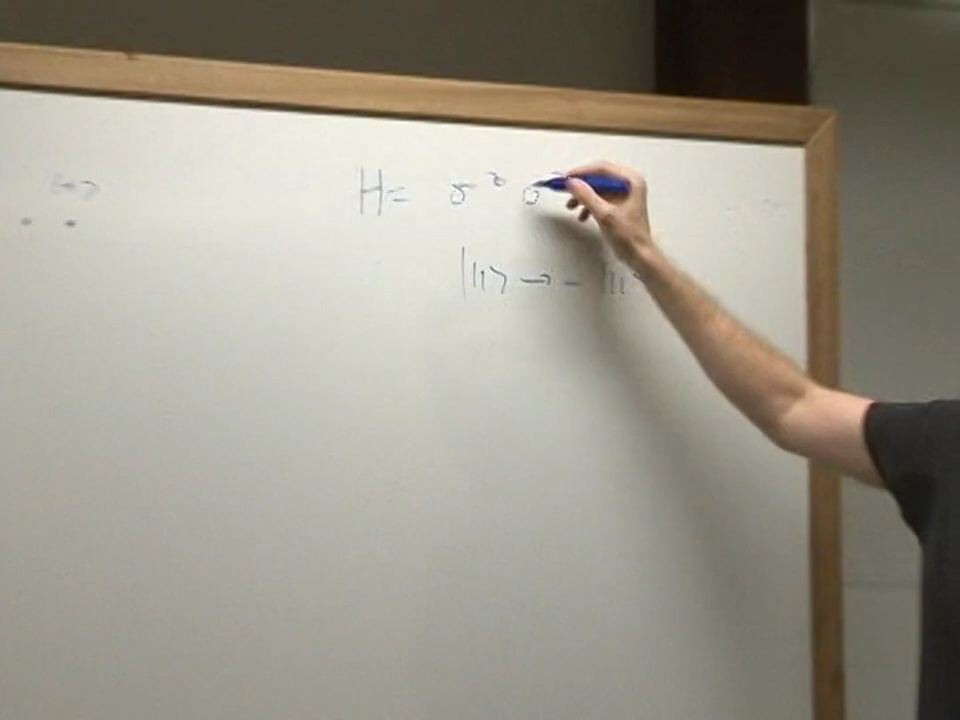 H = σ^z σ^z
|11> → - |11>